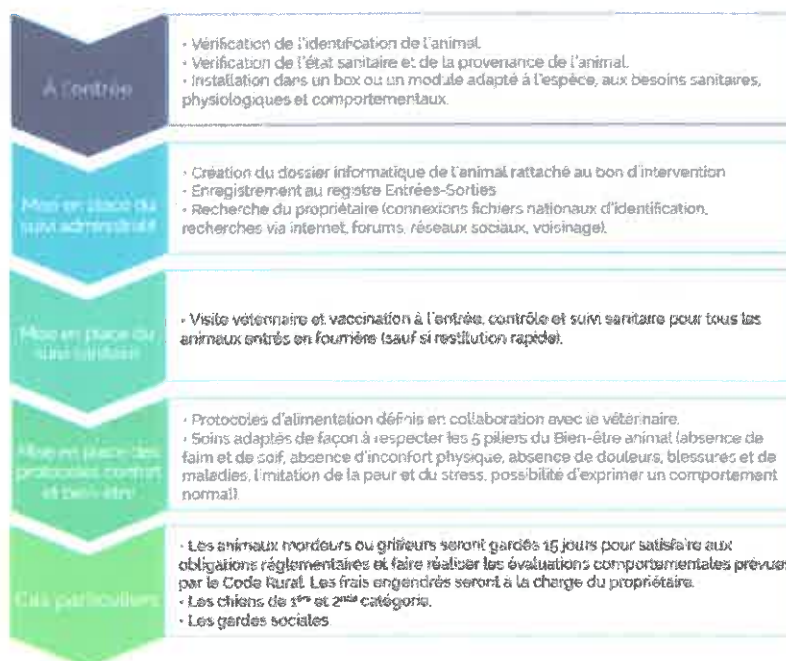 À l'entrée
· Vérification de l'identification de l'animal.
· Vérification de l'état sanitaire et de la provenance de l'animal.
· Installation dans un box ou un module adapté à l'espèce, aux besoins sanitaires,
physiologiques et comportementaux.
Mise en place du
suivi administratif
· Création du dossier informatique de l'animal rattaché au bon d'intervention
· Enregistrement au registre Entrées-Sorties
· Recherche du propriétaire (connexions fichiers nationaux d'identification,
recherches via internet, forums, réseaux sociaux, voisinage).
Mise en place du
suivi sanitaire
· Visite vétérinaire et vaccination à l'entrée, contrôle et suivi sanitaire pour tous les
animaux entrés en fourrière (sauf si restitution rapide).
Mise en place des
protocoles confort
et bien-être
· Protocoles d'alimentation définis en collaboration avec le vétérinaire.
· Soins adaptés de façon à respecter les 5 piliers du Bien-être animal (absence de
faim et de soif, absence d'inconfort physique, absence de douleurs, blessures et de
maladies, limitation de la peur et du stress, possibilité d'exprimer un comportement
normal).
Cas particuliers
· Les animaux mordeurs ou griffeurs seront gardés 15 jours pour satisfaire aux
obligations réglementaires et faire réaliser les évaluations comportementales prévues
par le Code Rural. Les frais engendrés seront à la charge du propriétaire.
· Les chiens de 1ère et 2nde catégorie.
· Les gardes sociales